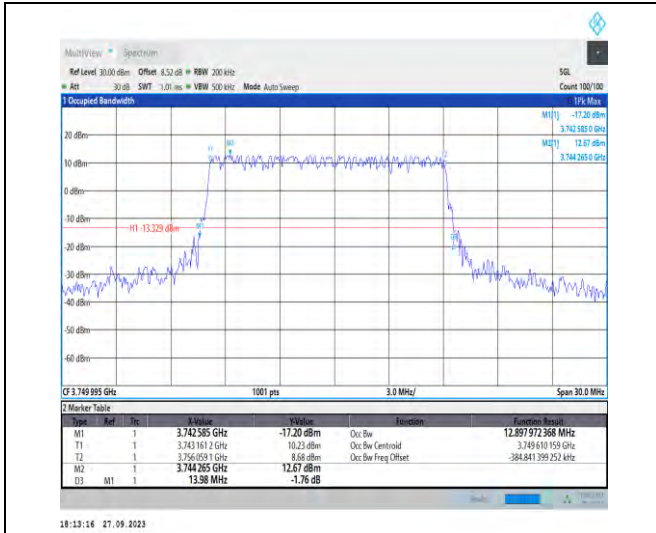 MultiView Spectrum
Ref Level 30.00 dBm Offset 8.52 dB RBW 200 kHz SGL
Att 30 dB SWT 1.01 ms VBW 500 kHz Mode Auto Sweep Count 100/100
1 Occupied Bandwidth 1Pk Max
M1[1] -17.20 dBm
3.742 585 0 GHz
M2[1] 12.67 dBm
3.744 265 0 GHz
20 dBm
M2
T1
T2
10 dBm
0 dBm
-10 dBm
H1 -13.329 dBm
M1
-20 dBm
-30 dBm
-40 dBm
-50 dBm
-60 dBm
CF 3.749 995 GHz 1001 pts 3.0 MHz/ Span 30.0 MHz
2 Marker Table
Type Ref Trc X-Value Y-Value Function Function Result
M1 1 3.742 585 GHz -17.20 dBm Occ Bw 12.897 972 368 MHz
T1 1 3.743 161 2 GHz 10.23 dBm Occ Bw Centroid 3.749 610 159 GHz
T2 1 3.756 059 1 GHz 8.68 dBm Occ Bw Freq Offset -384.841 399 252 kHz
M2 1 3.744 265 GHz 12.67 dBm
D3 M1 1 13.98 MHz -1.76 dB
18:13:16 27.09.2023